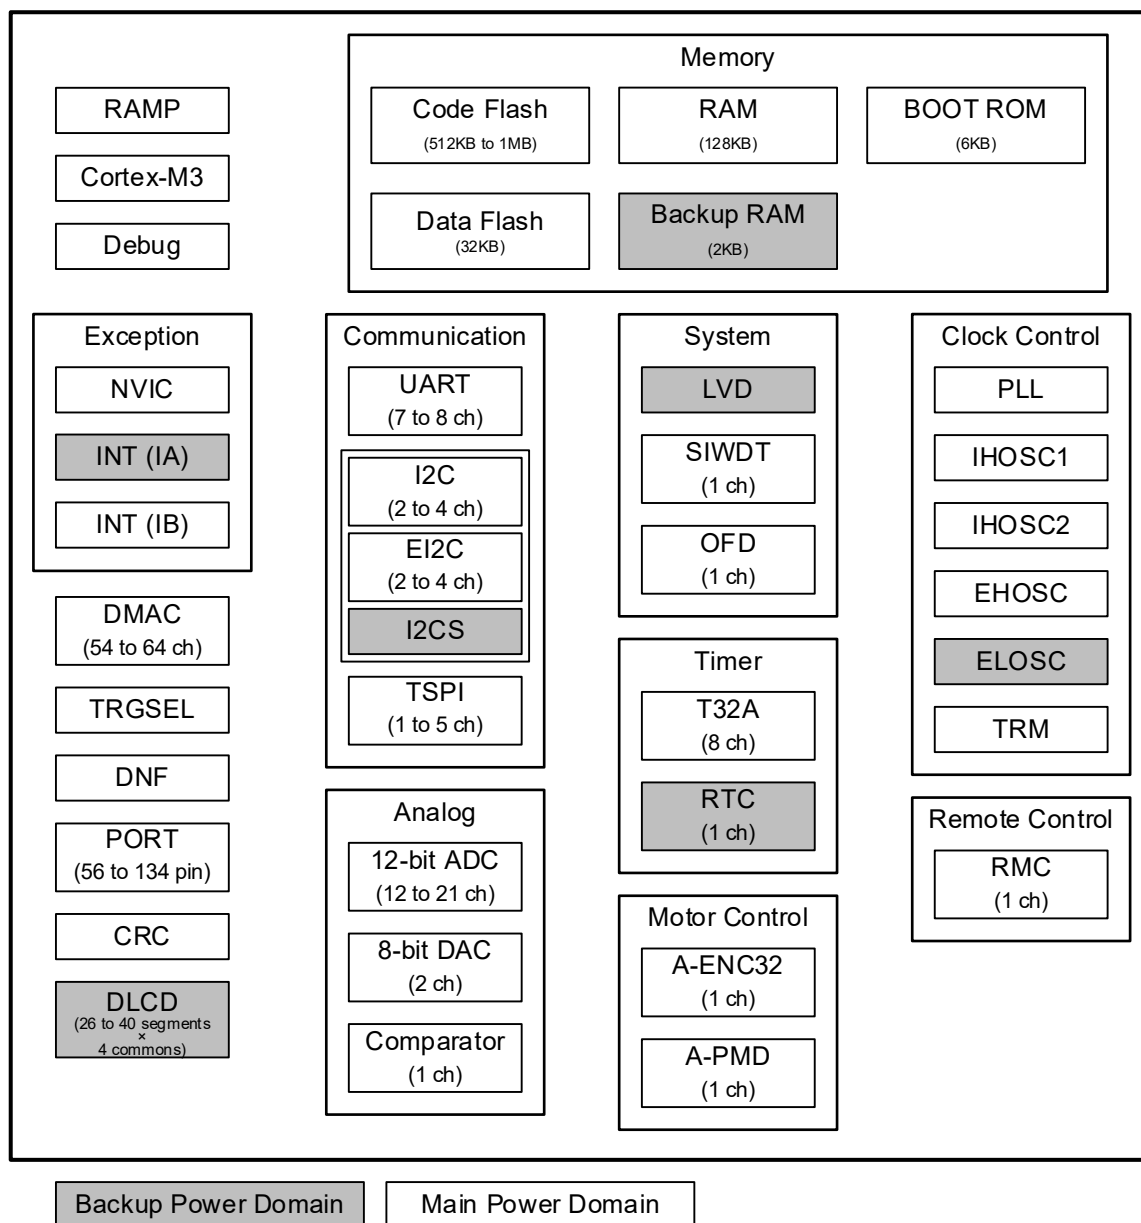 RAMP
Cortex-M3
Debug
Memory
Code Flash
(512KB to 1MB)
RAM
(128KB)
BOOT ROM
(6KB)
Data Flash
(32KB)
Backup RAM
(2KB)
Exception
NVIC
INT (IA)
INT (IB)
DMAC
(54 to 64 ch)
TRGSEL
DNF
PORT
(56 to 134 pin)
CRC
DLCD
(26 to 40 segments
×
4 commons)
Communication
UART
(7 to 8 ch)
I2C
(2 to 4 ch)
EI2C
(2 to 4 ch)
I2CS
TSPI
(1 to 5 ch)
Analog
12-bit ADC
(12 to 21 ch)
8-bit DAC
(2 ch)
Comparator
(1 ch)
System
LVD
SIWDT
(1 ch)
OFD
(1 ch)
Timer
T32A
(8 ch)
RTC
(1 ch)
Motor Control
A-ENC32
(1 ch)
A-PMD
(1 ch)
Clock Control
PLL
IHOSC1
IHOSC2
EHOSC
ELOSC
TRM
Remote Control
RMC
(1 ch)
Backup Power Domain
Main Power Domain